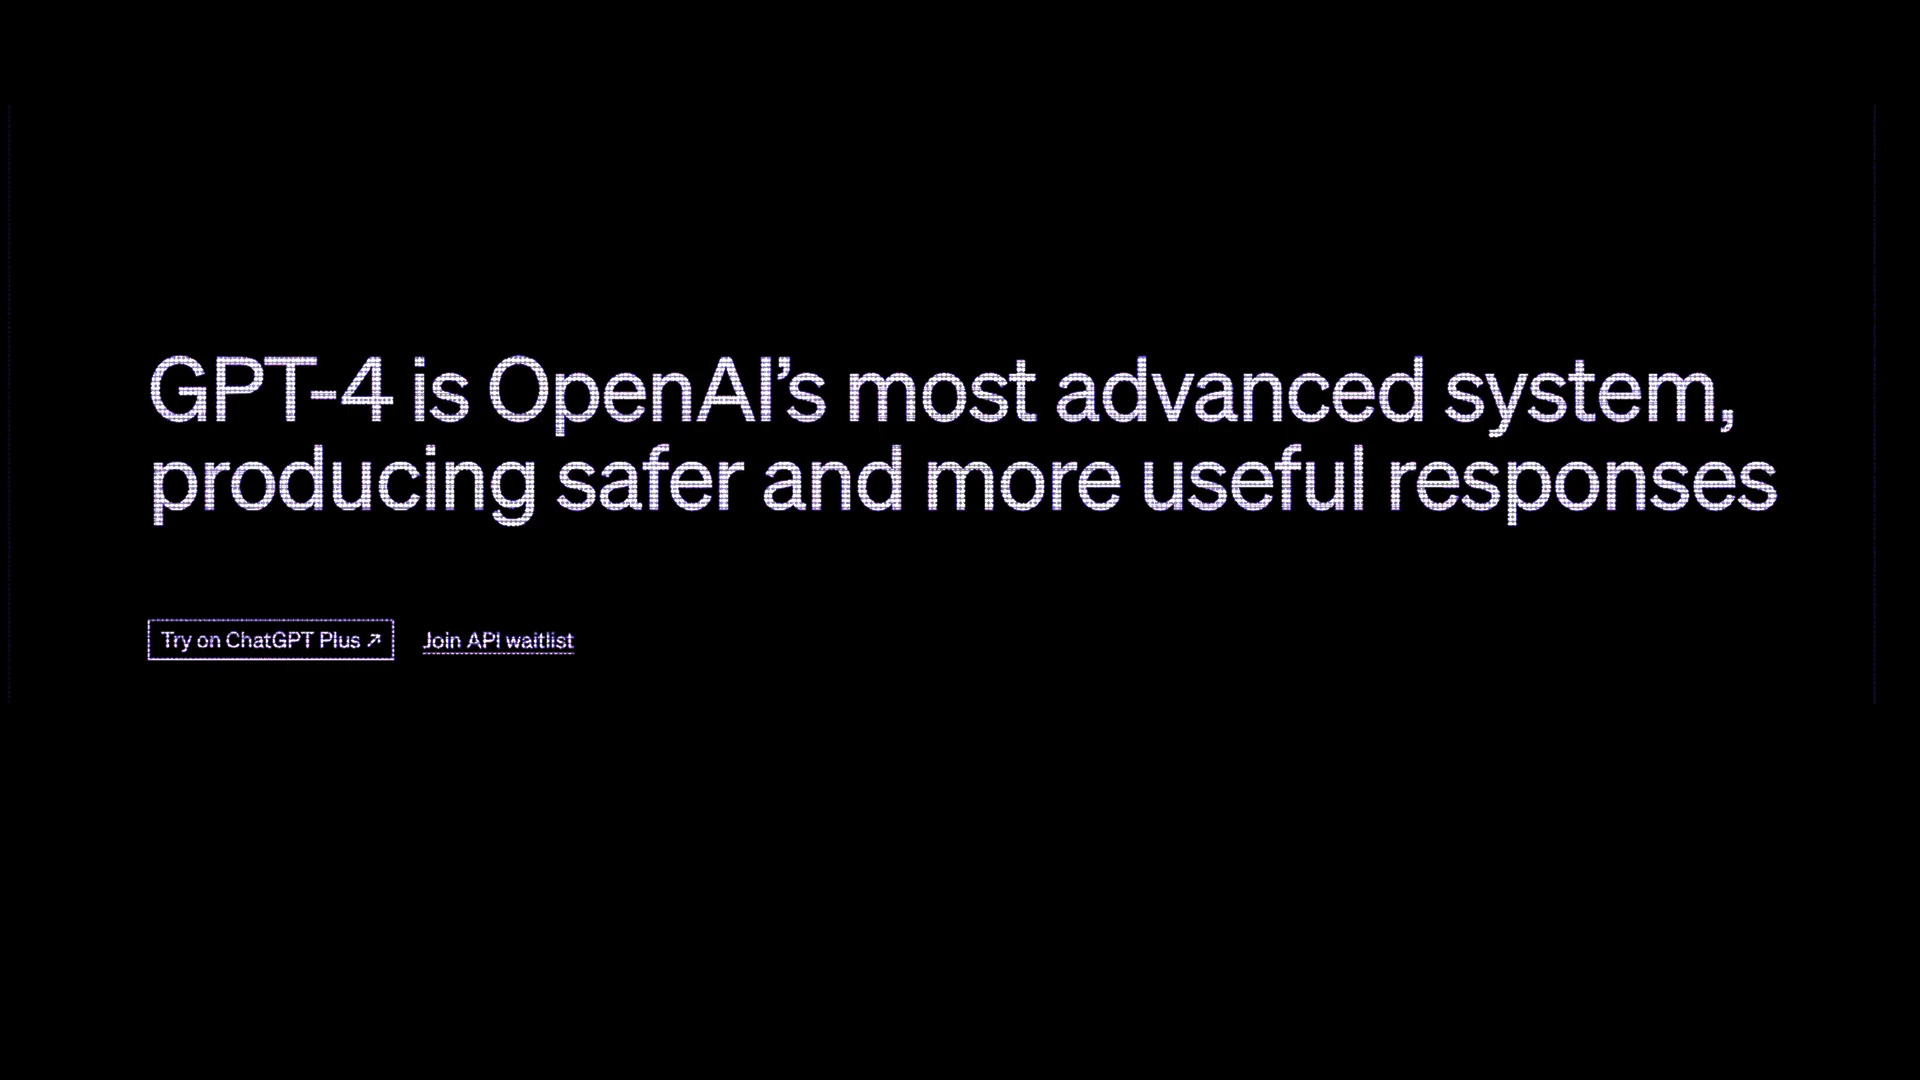 GPT-4 is OpenAI’s most advanced system,
producing safer and more useful responses
Try on ChatGPT Plus ↗
Join API waitlist